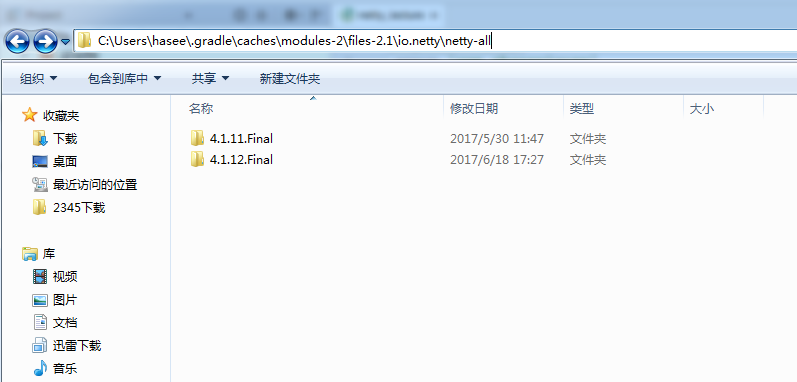 C:\Users\hasee\.gradle\caches\modules-2\files-2.1\io.netty\netty-all
组织 包含到库中 共享 新建文件夹
收藏夹
下载
桌面
最近访问的位置
2345下载
库
视频
图片
文档
迅雷下载
音乐
名称 修改日期 类型 大小
4.1.11.Final 2017/5/30 11:47 文件夹
4.1.12.Final 2017/6/18 17:27 文件夹